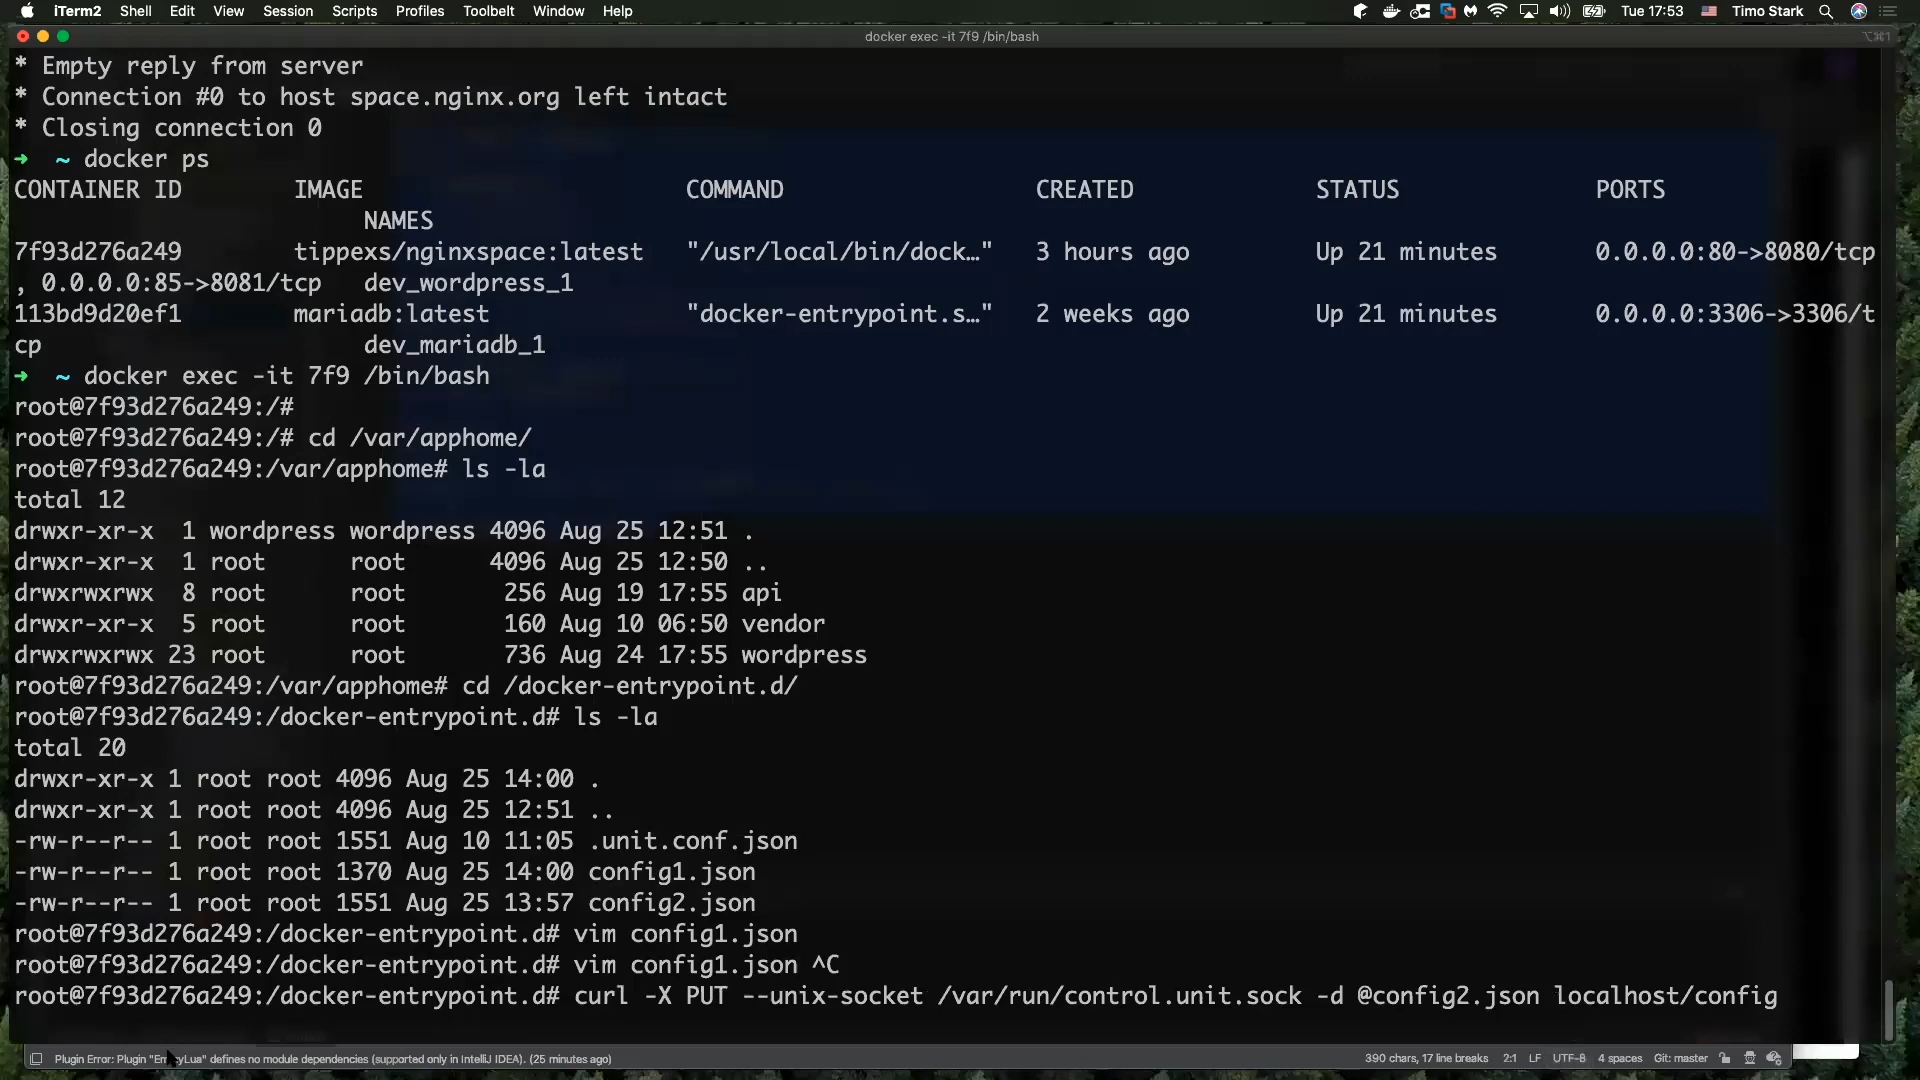 iTerm2 Shell Edit View Session Scripts Profiles Toolbelt Window Help Tue 17:53 Timo Stark
docker exec -it 7f9 /bin/bash ⌥⌘1
* Empty reply from server
* Connection #0 to host space.nginx.org left intact
* Closing connection 0
➜ ~ docker ps
CONTAINER ID IMAGE COMMAND CREATED STATUS PORTS
NAMES
7f93d276a249 tippexs/nginxspace:latest "/usr/local/bin/dock…" 3 hours ago Up 21 minutes 0.0.0.0:80->8080/tcp
, 0.0.0.0:85->8081/tcp dev_wordpress_1
113bd9d20ef1 mariadb:latest "docker-entrypoint.s…" 2 weeks ago Up 21 minutes 0.0.0.0:3306->3306/t
cp dev_mariadb_1
➜ ~ docker exec -it 7f9 /bin/bash
root@7f93d276a249:/#
root@7f93d276a249:/# cd /var/apphome/
root@7f93d276a249:/var/apphome# ls -la
total 12
drwxr-xr-x 1 wordpress wordpress 4096 Aug 25 12:51 .
drwxr-xr-x 1 root root 4096 Aug 25 12:50 ..
drwxrwxrwx 8 root root 256 Aug 19 17:55 api
drwxr-xr-x 5 root root 160 Aug 10 06:50 vendor
drwxrwxrwx 23 root root 736 Aug 24 17:55 wordpress
root@7f93d276a249:/var/apphome# cd /docker-entrypoint.d/
root@7f93d276a249:/docker-entrypoint.d# ls -la
total 20
drwxr-xr-x 1 root root 4096 Aug 25 14:00 .
drwxr-xr-x 1 root root 4096 Aug 25 12:51 ..
-rw-r--r-- 1 root root 1551 Aug 10 11:05 .unit.conf.json
-rw-r--r-- 1 root root 1370 Aug 25 14:00 config1.json
-rw-r--r-- 1 root root 1551 Aug 25 13:57 config2.json
root@7f93d276a249:/docker-entrypoint.d# vim config1.json
root@7f93d276a249:/docker-entrypoint.d# vim config1.json ^C
root@7f93d276a249:/docker-entrypoint.d# curl -X PUT --unix-socket /var/run/control.unit.sock -d @config2.json localhost/config
Plugin Error: Plugin "EmmyLua" defines no module dependencies (supported only in IntelliJ IDEA). (25 minutes ago) 390 chars, 17 line breaks 2:1 LF UTF-8 4 spaces Git: master